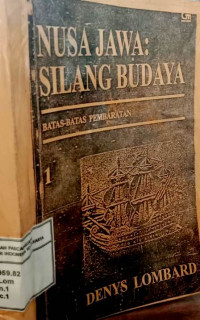 NUSA JAWA:
SILANG BUDAYA
BATAS-BATAS PEMBARATAN
1
DENYS LOMBARD